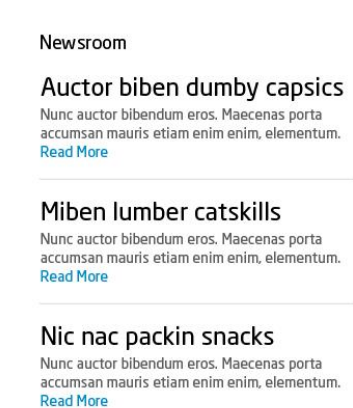 Newsroom
Auctor biben dumby capsics
Nunc auctor bibendum eros. Maecenas porta
accumsan mauris etiam enim enim, elementum.
Read More
Miben lumber catskills
Nunc auctor bibendum eros. Maecenas porta
accumsan mauris etiam enim enim, elementum.
Read More
Nic nac packin snacks
Nunc auctor bibendum eros. Maecenas porta
accumsan mauris etiam enim enim, elementum.
Read More